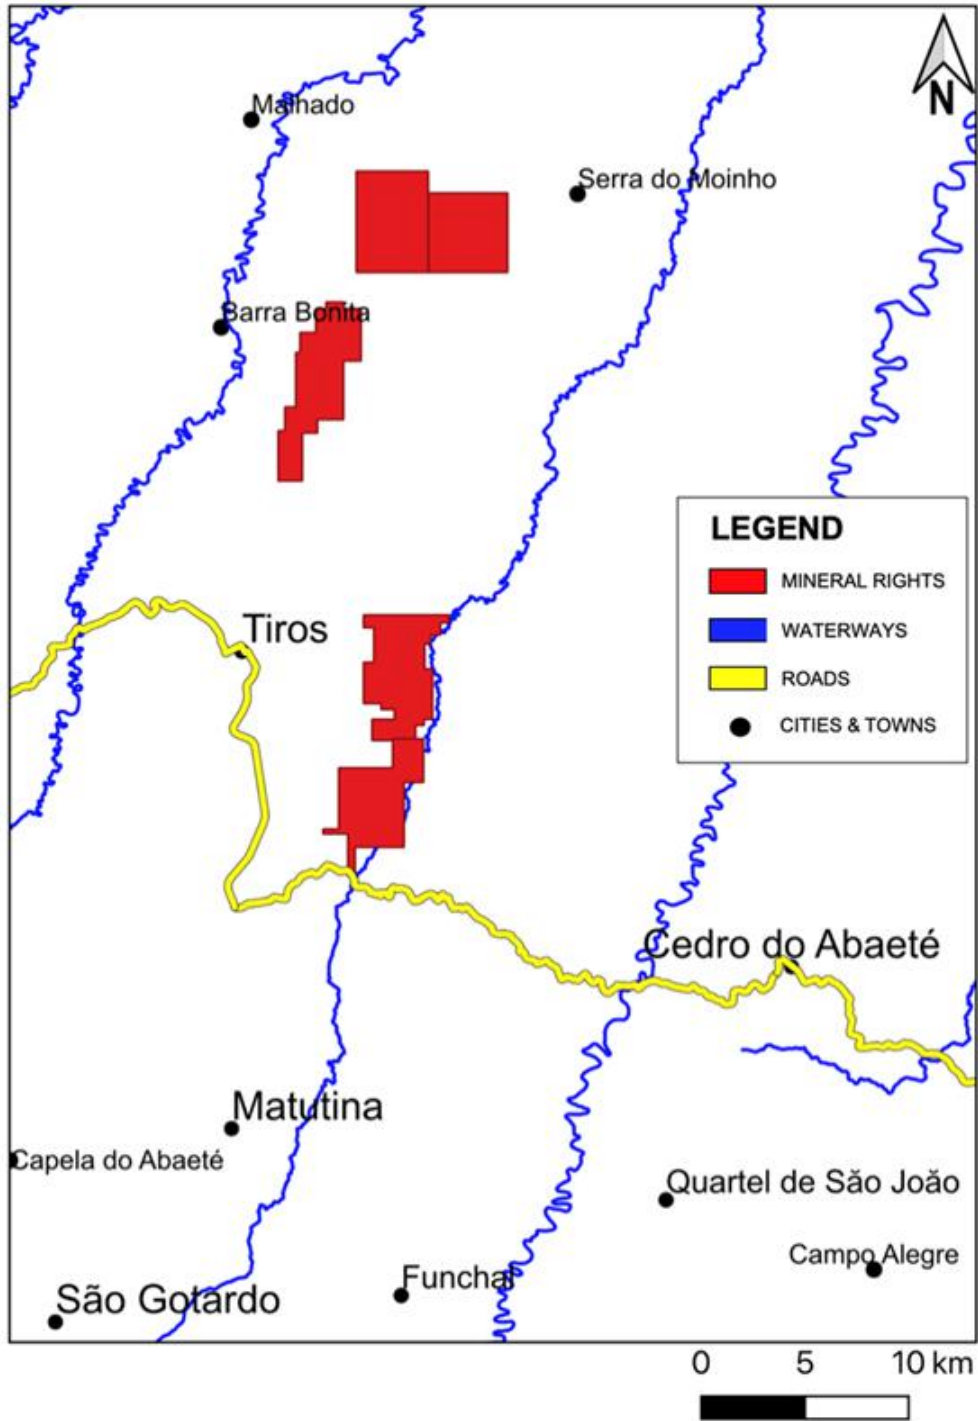 Malhado
N
Serra do Moinho
Barra Bonita
LEGEND
MINERAL RIGHTS
WATERWAYS
ROADS
CITIES & TOWNS
Tiros
Cedro do Abaeté
Matutina
Capela do Abaeté
Quartel de São João
Campo Alegre
Funchal
São Gotardo
0 5 10 km